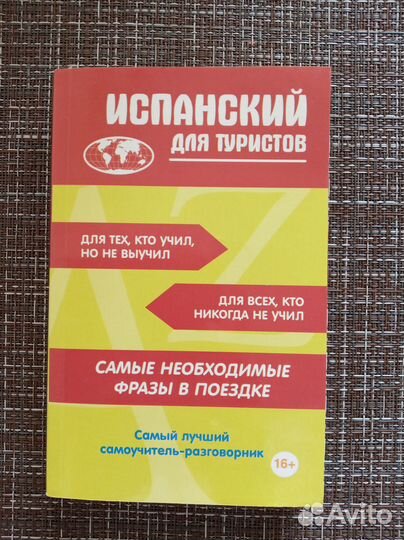 ИСПАНСКИЙ
ДЛЯ ТУРИСТОВ
AZ
ДЛЯ ТЕХ, КТО УЧИЛ,
НО НЕ ВЫУЧИЛ
ДЛЯ ВСЕХ, КТО
НИКОГДА НЕ УЧИЛ
САМЫЕ НЕОБХОДИМЫЕ
ФРАЗЫ В ПОЕЗДКЕ
Самый лучший
самоучитель-разговорник
16+
Avito